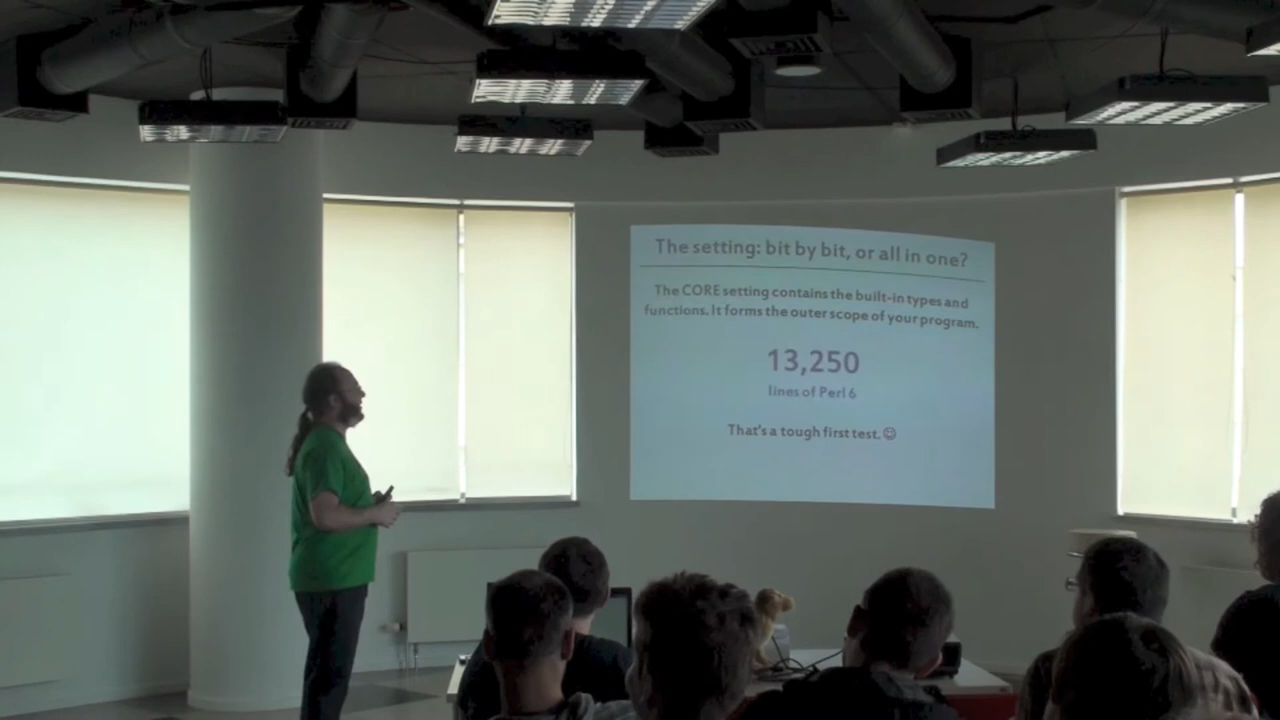 The setting: bit by bit, or all in one?
The CORE setting contains the built-in types and
functions. It forms the outer scope of your program.
13,250
lines of Perl 6
That's a tough first test. ☺